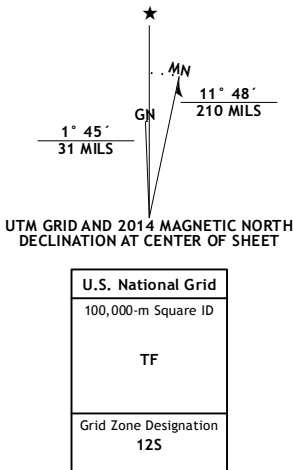 ★
MN
GN
11° 48´
210 MILS
1° 45´
31 MILS
UTM GRID AND 2014 MAGNETIC NORTH
DECLINATION AT CENTER OF SHEET
U.S. National Grid
100,000-m Square ID
TF
Grid Zone Designation
12S